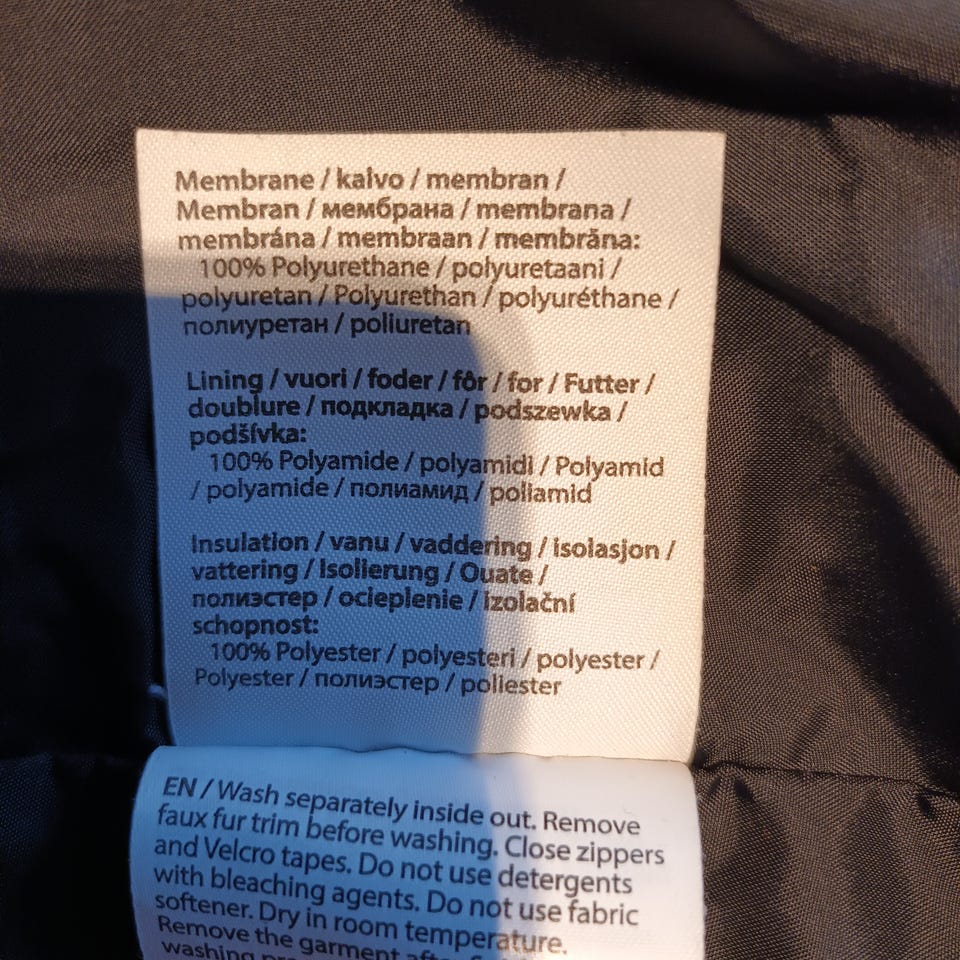 Membrane / kalvo / membran /
Membran / мембрана / membrana /
membrána / membraan / membrāna:
100% Polyurethane / polyuretaani /
polyuretan / Polyurethan / polyuréthane /
полиуретан / poliuretan
Lining / vuori / foder / fôr / for / Futter /
doublure / подкладка / podszewka /
podšívka:
100% Polyamide / polyamidi / Polyamid
/ polyamide / полиамид / poliamid
Insulation / vanu / vaddering / isolasjon /
vattering / Isolierung / Ouate /
полиэстер / ocieplenie / izolační
schopnost:
100% Polyester / polyesteri / polyester /
Polyester / полиэстер / poliester
EN / Wash separately inside out. Remove
faux fur trim before washing. Close zippers
and Velcro tapes. Do not use detergents
with bleaching agents. Do not use fabric
softener. Dry in room temperature.
Remove the garment
washing